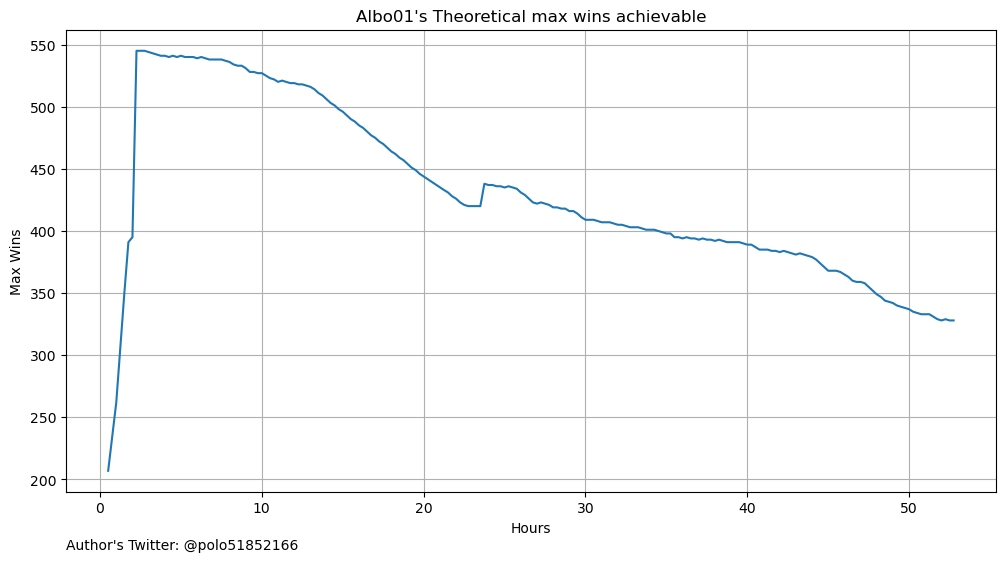 Albo01's Theoretical max wins achievable
550
500
450
400
350
300
250
200
Max Wins
0 10 20 30 40 50
Hours
Author's Twitter: @polo51852166